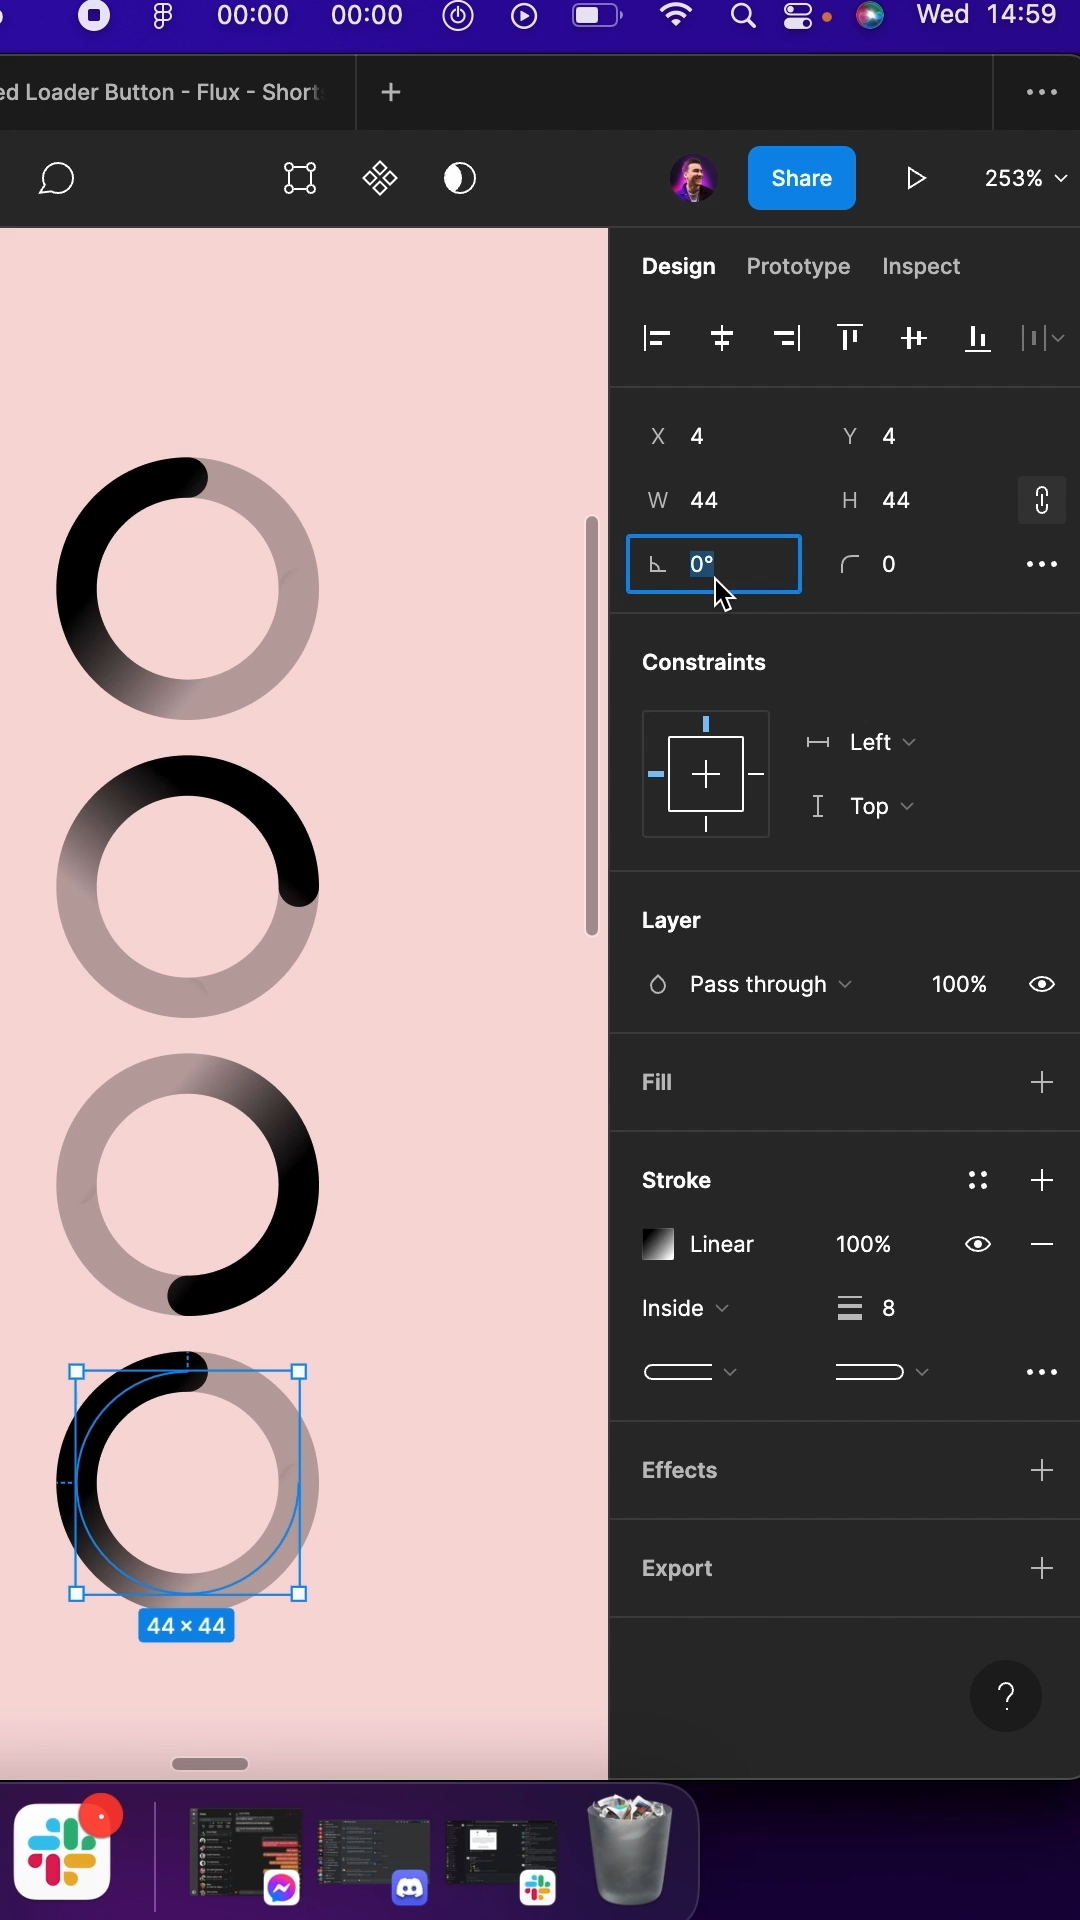 00:00
00:00
Wed 14:59
ed Loader Button - Flux - Shorts
Share
253%
Design
Prototype
Inspect
X 4
Y 4
W 44
H 44
0°
0
Constraints
Left
Top
Layer
Pass through
100%
Fill
Stroke
Linear
100%
Inside
8
Effects
Export
44 × 44
?